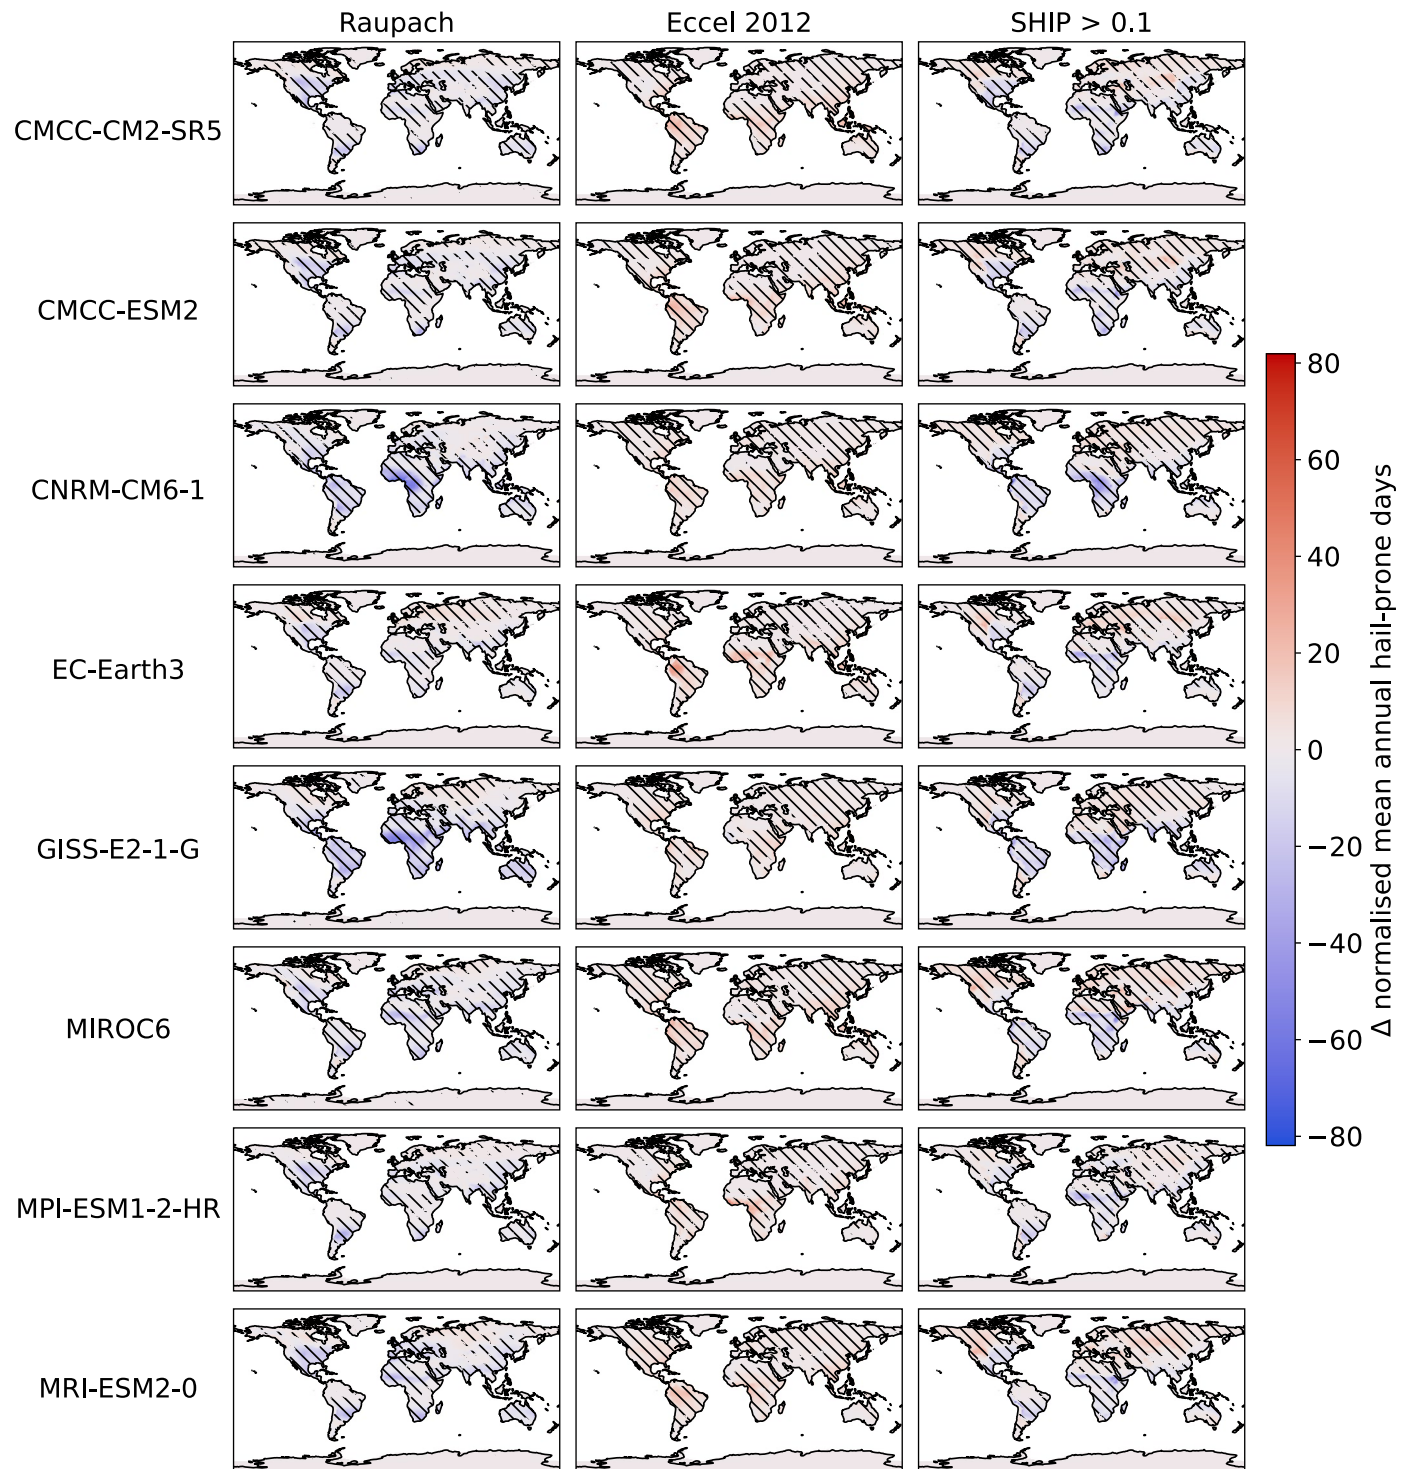 Raupach Eccel 2012 SHIP > 0.1
CMCC-CM2-SR5
CMCC-ESM2
CNRM-CM6-1
EC-Earth3
GISS-E2-1-G
MIROC6
MPI-ESM1-2-HR
MRI-ESM2-0
80
60
40
20
0
−20
−40
−60
−80
Δ normalised mean annual hail-prone days